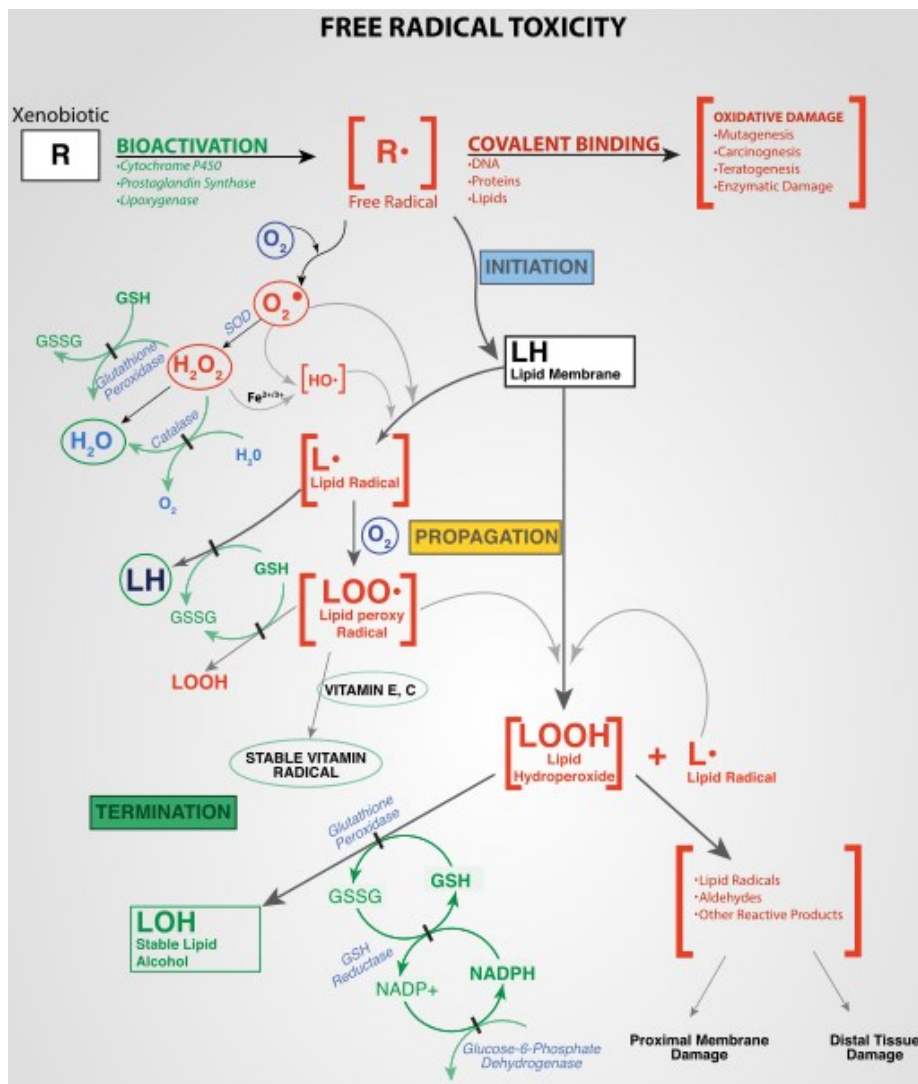 FREE RADICAL TOXICITY
Xenobiotic
R
BIOACTIVATION
•Cytochrome P450
•Prostaglandin Synthase
•Lipoxygenase
[R•]
Free Radical
COVALENT BINDING
•DNA
•Proteins
•Lipids
OXIDATIVE DAMAGE
•Mutagenesis
•Carcinognesis
•Teratogenesis
•Enzymatic Damage
O₂
INITIATION
O₂•
SOD
GSH
GSSG
Glutathione
Peroxidase
H₂O₂
Fe²⁺/³⁺
[HO•]
LH
Lipid Membrane
H₂O
Catalase
H₂0
O₂
L•
Lipid Radical
O₂
PROPAGATION
LH
GSH
GSSG
LOO•
Lipid peroxy
Radical
LOOH
VITAMIN E, C
STABLE VITAMIN
RADICAL
LOOH
Lipid
Hydroperoxide
+
L•
Lipid Radical
TERMINATION
Glutathione
Peroxidase
GSSG
GSH
LOH
Stable Lipid
Alcohol
GSH
Reductase
NADP+
NADPH
Glucose-6-Phosphate
Dehydrogenase
•Lipid Radicals
•Aldehydes
•Other Reactive Products
Proximal Membrane
Damage
Distal Tissue
Damage